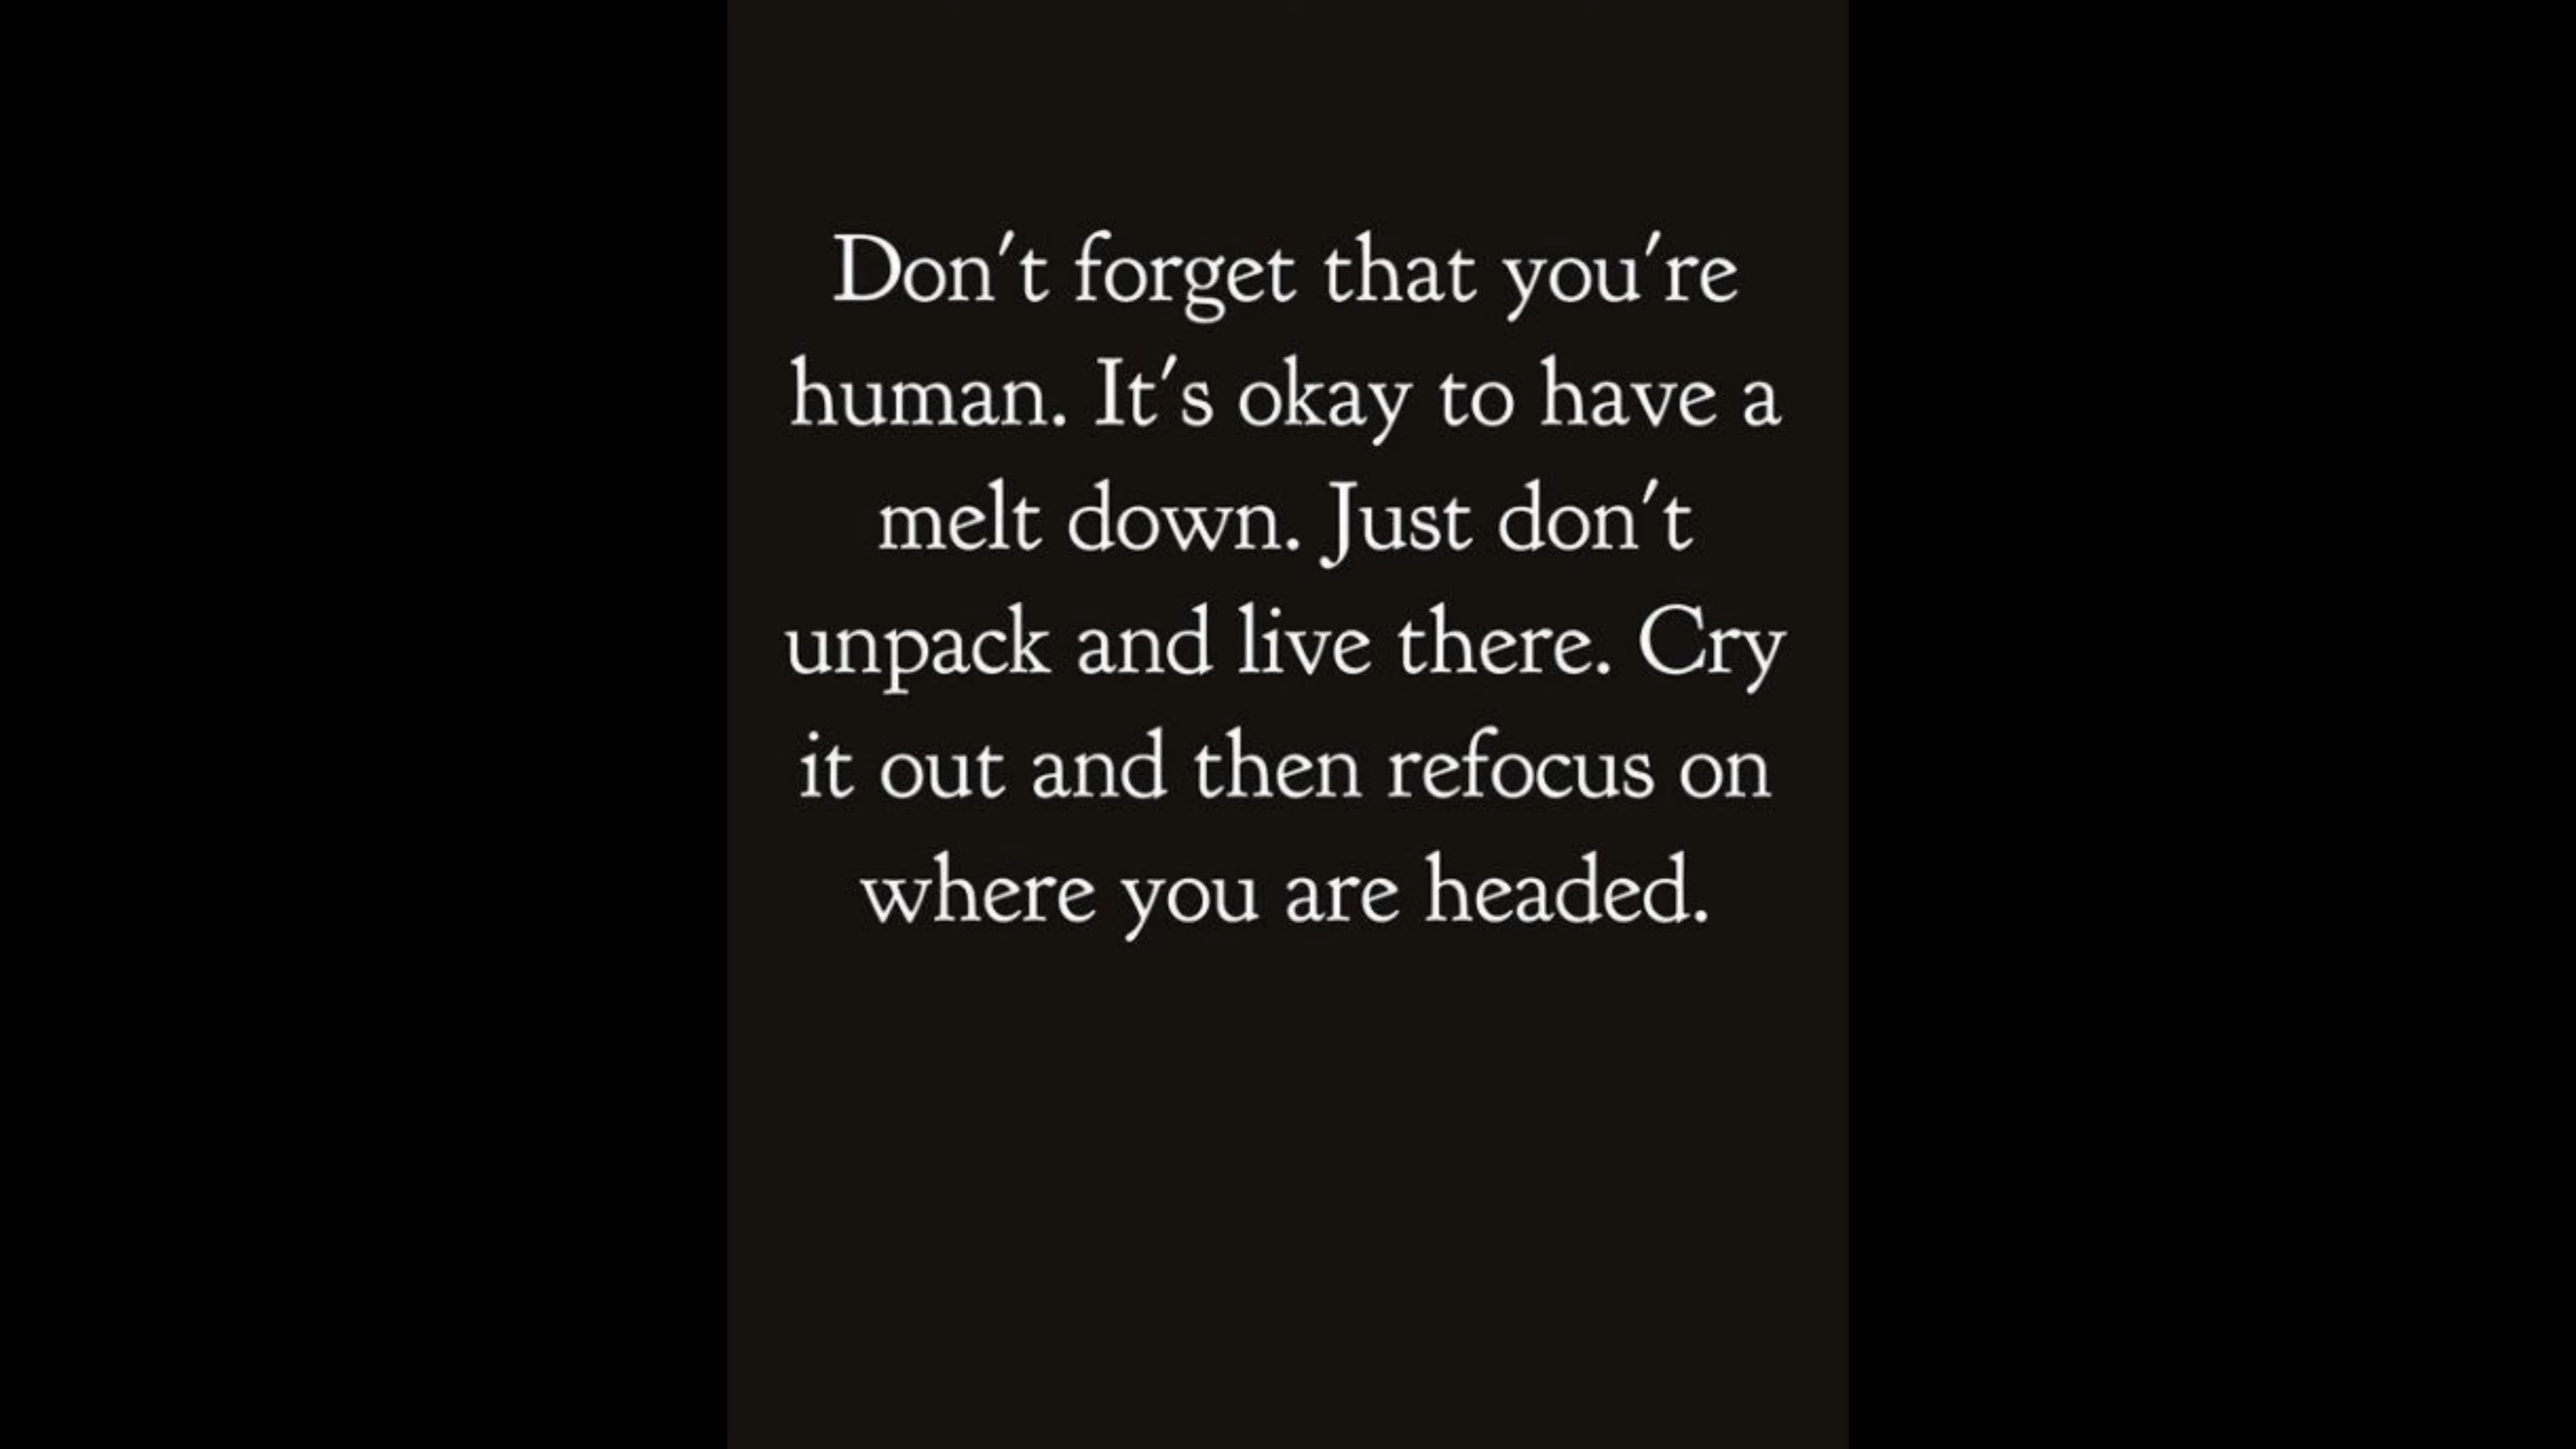 Don't forget that you're
human. It's okay to have a
melt down. Just don't
unpack and live there. Cry
it out and then refocus on
where you are headed.